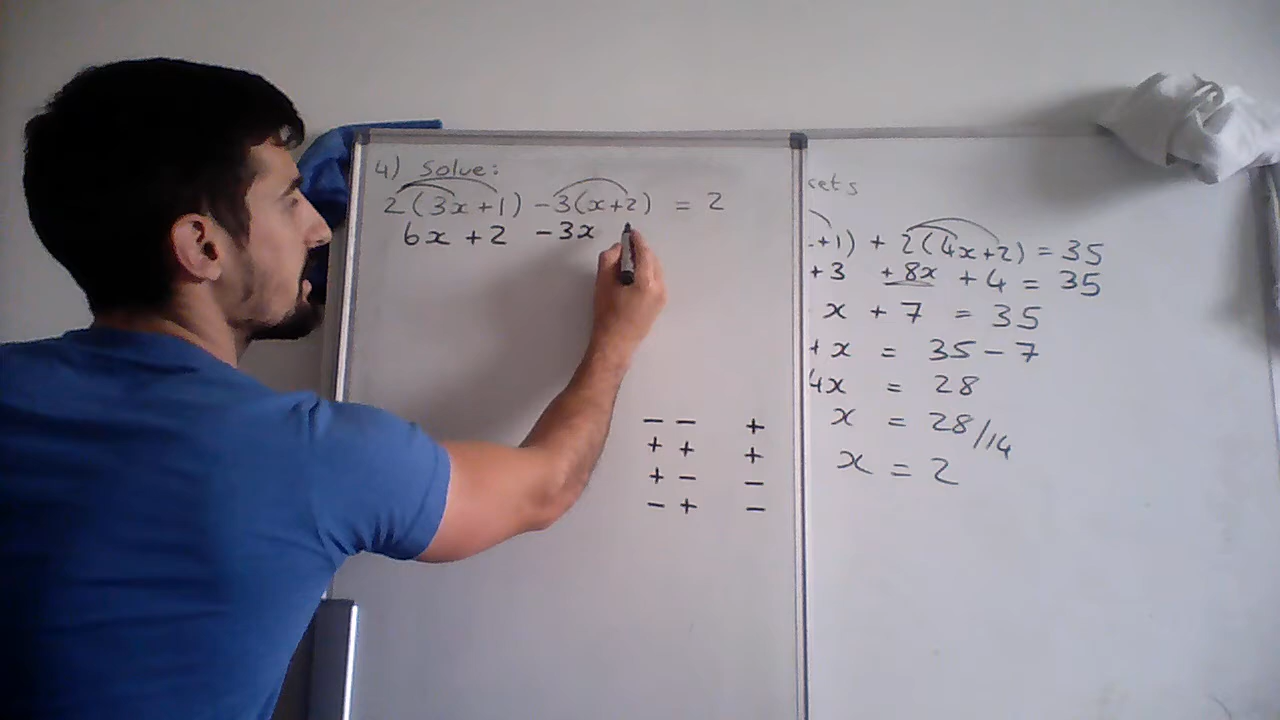 4) Solve:
2(3x+1) -3(x+2) = 2
6x +2 -3x
- - +
+ + +
+ - -
- + -
kets
+1) + 2(4x+2) = 35
+3 +8x + 4 = 35
x + 7 = 35
+x = 35-7
4x = 28
x = 28/14
x = 2